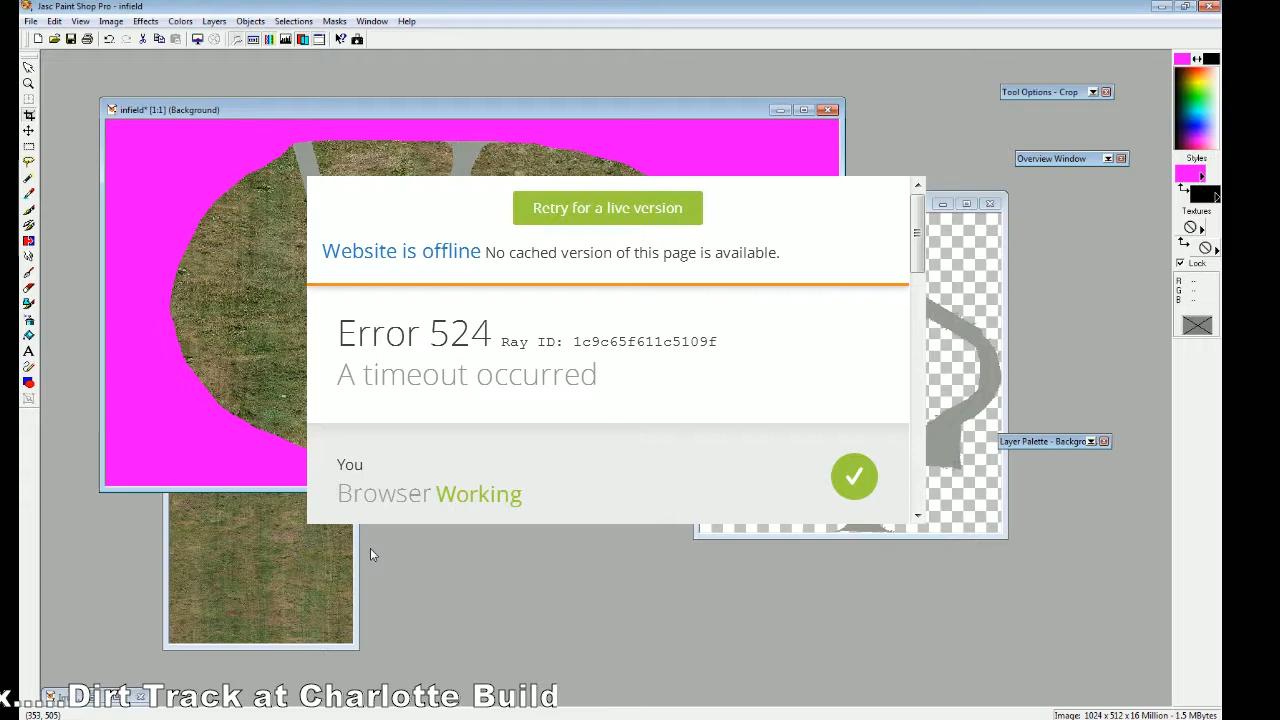 Jasc Paint Shop Pro - infield
File Edit View Image Effects Colors Layers Objects Selections Masks Window Help
Tool Options - Crop
infield* [1:1] (Background)
Overview Window
Styles
Textures
Lock
R --
G --
B --
Retry for a live version
Website is offline No cached version of this page is available.
Error 524 Ray ID: 1c9c65f611c5109f
A timeout occurred
You
Browser Working
Layer Palette - Backgro
x.....Dirt Track at Charlotte Build
(353, 505)
Image: 1024 x 512 x 16 Million - 1.5 MBytes